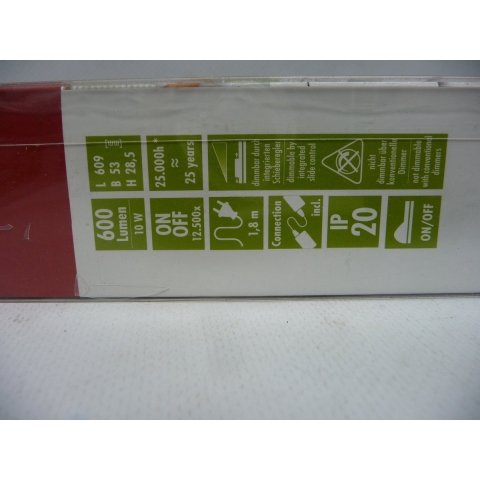 L 609
B 53
H 28,5
25.000h
≈
25 years
dimmbar durch
integrierten
Schieberegler
dimmable by
integrated
slide control
nicht
dimmbar über
konventionelle
Dimmer
not dimmable
with conventional
dimmers
600
Lumen
10 W
ON
OFF
12.500x
1,8 m
Connection
incl.
IP
20
ON/OFF